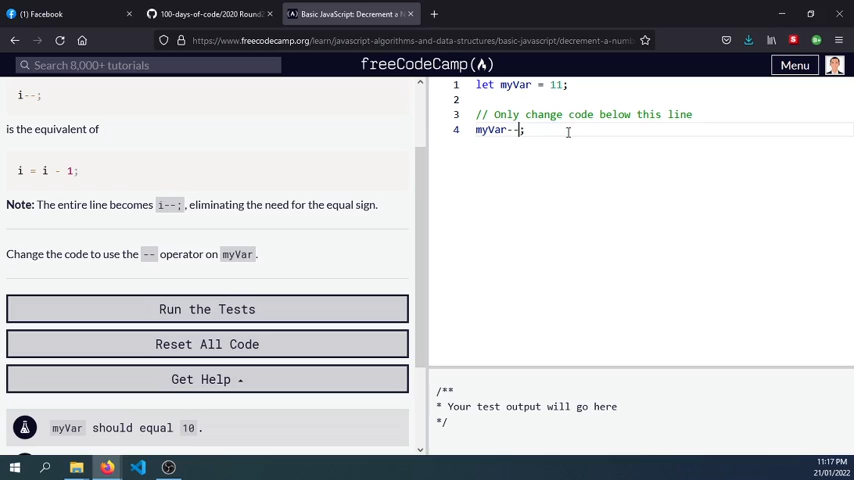 (1) Facebook
100-days-of-code/2020 Round2
Basic JavaScript: Decrement a N
https://www.freecodecamp.org/learn/javascript-algorithms-and-data-structures/basic-javascript/decrement-a-numb
Search 8,000+ tutorials
freeCodeCamp
Menu
i--;
is the equivalent of
i = i - 1;
Note: The entire line becomes i--;, eliminating the need for the equal sign.
Change the code to use the -- operator on myVar.
Run the Tests
Reset All Code
Get Help
myVar should equal 10.
1 let myVar = 11;
2
3 // Only change code below this line
4 myVar--;
/**
* Your test output will go here
*/
11:17 PM
21/01/2022